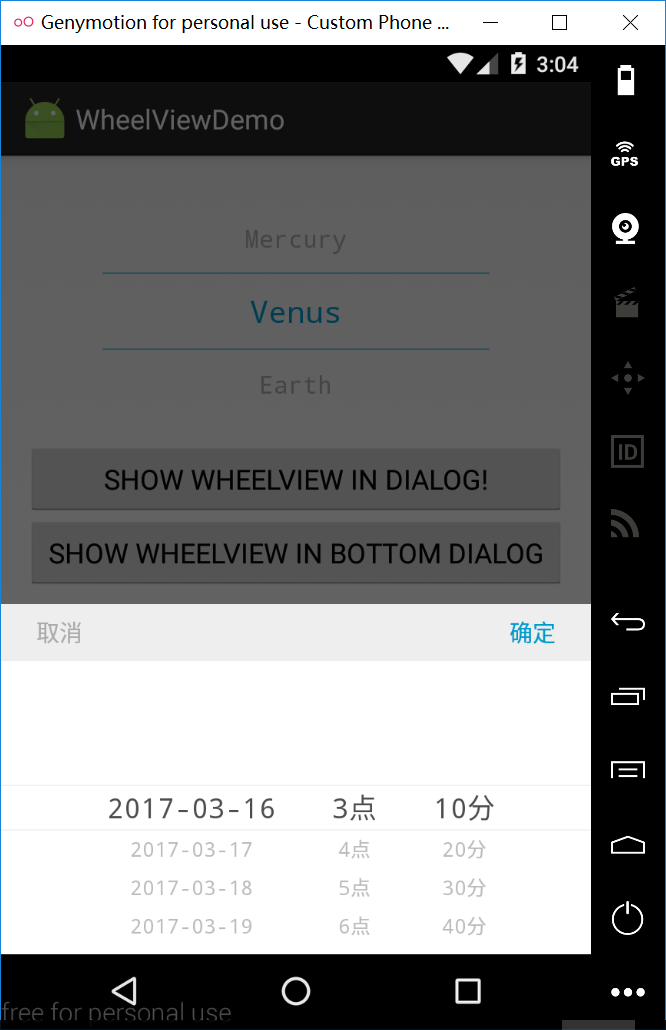 Genymotion for personal use - Custom Phone ...
3:04
WheelViewDemo
GPS
Mercury
Venus
Earth
ID
SHOW WHEELVIEW IN DIALOG!
SHOW WHEELVIEW IN BOTTOM DIALOG
取消 确定
2017-03-16 3点 10分
2017-03-17 4点 20分
2017-03-18 5点 30分
2017-03-19 6点 40分
free for personal use